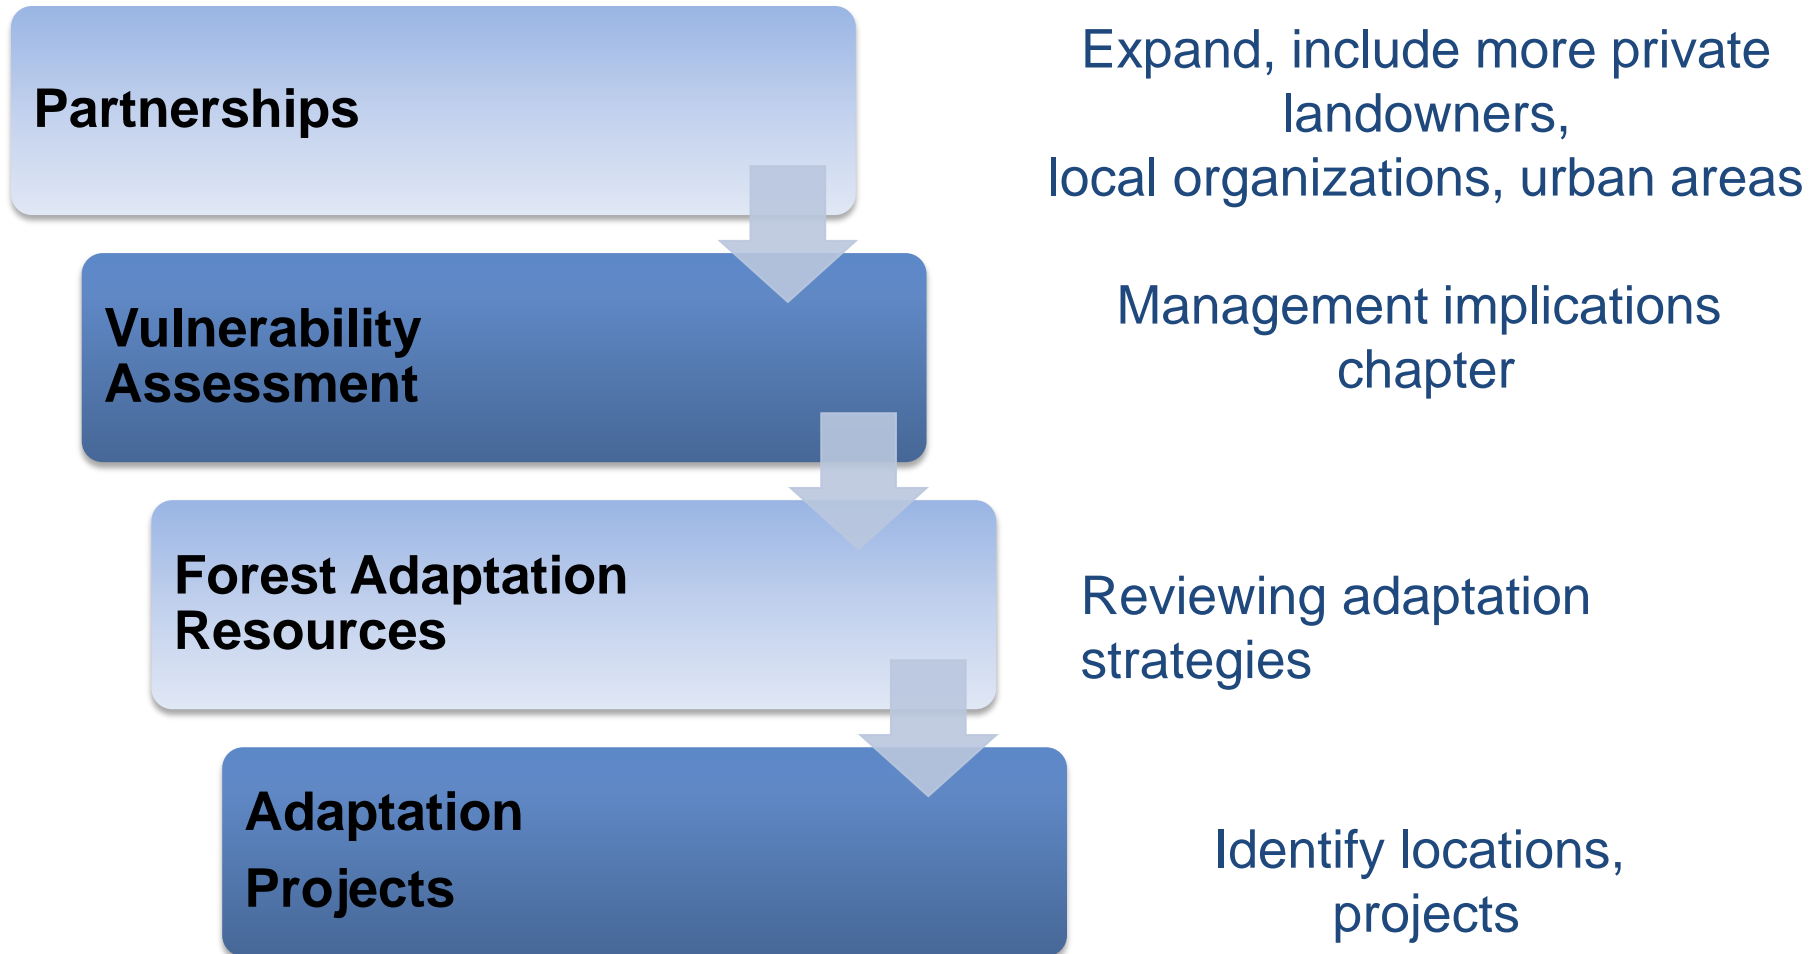 Partnerships
Expand, include more private
landowners,
local organizations, urban areas
Vulnerability
Assessment
Management implications
chapter
Forest Adaptation
Resources
Reviewing adaptation
strategies
Adaptation
Projects
Identify locations,
projects